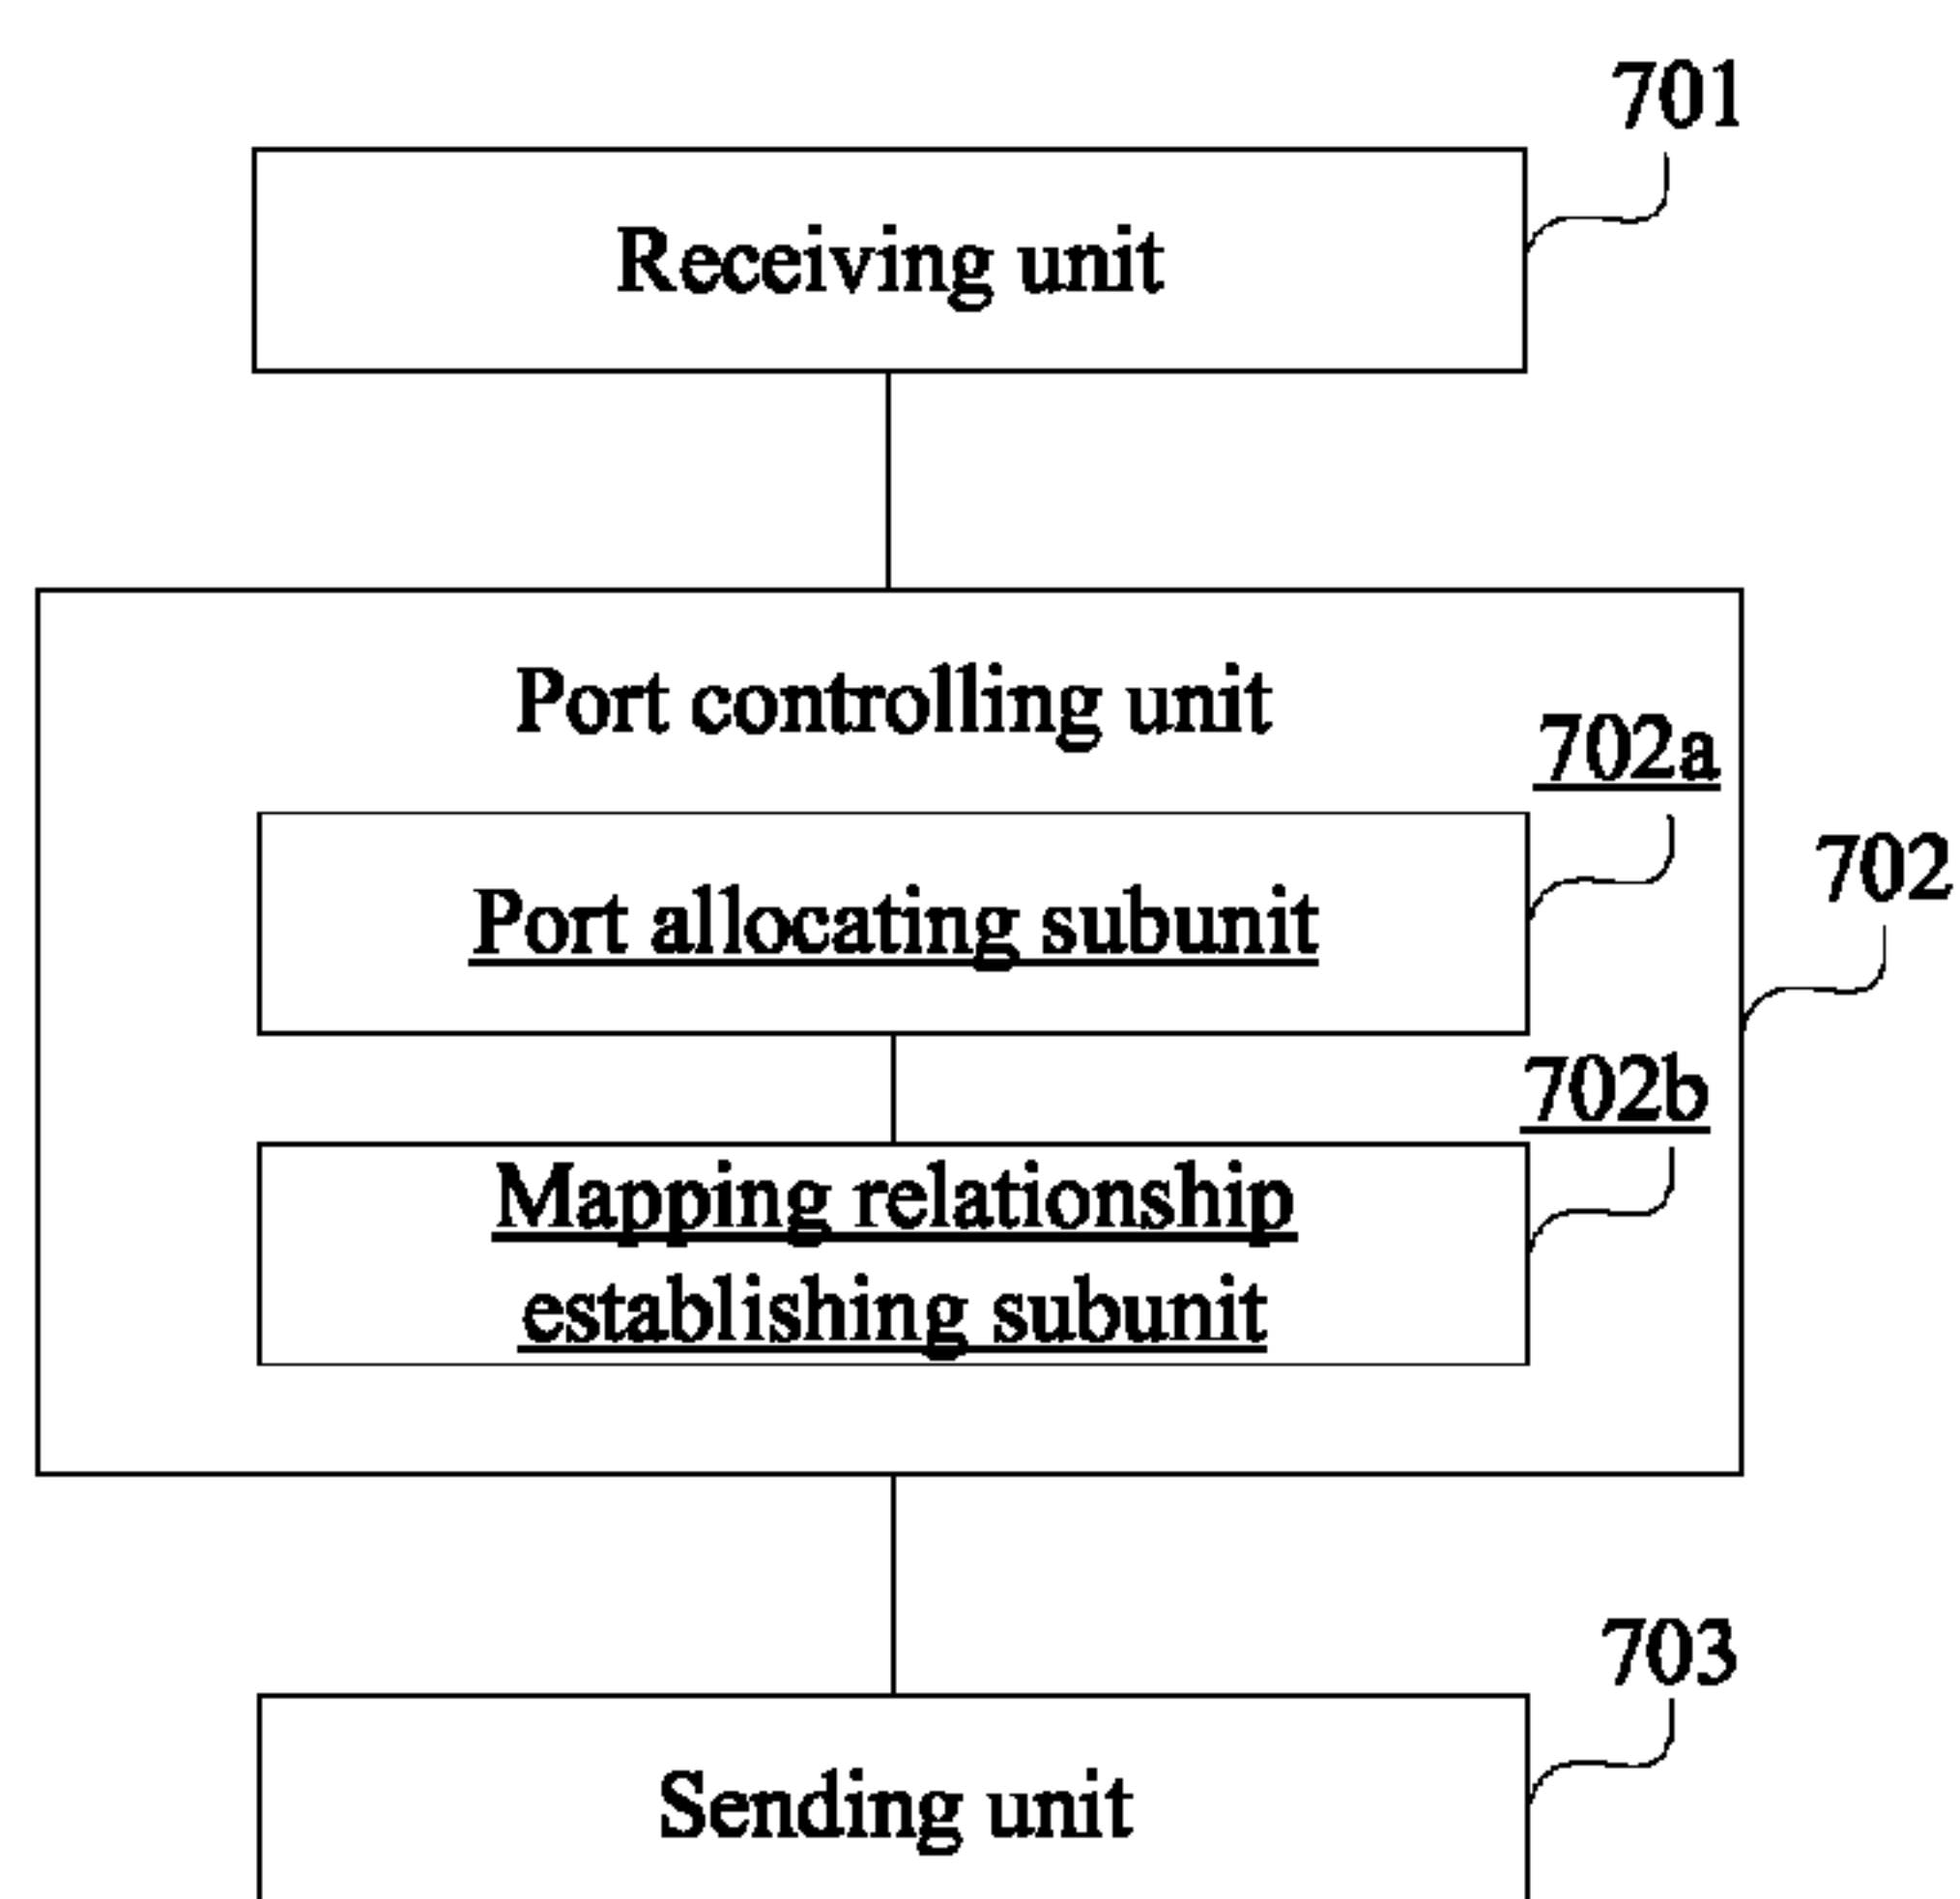 701
Receiving unit
Port controlling unit
702a
702
Port allocating subunit
702b
Mapping relationship
establishing subunit
703
Sending unit